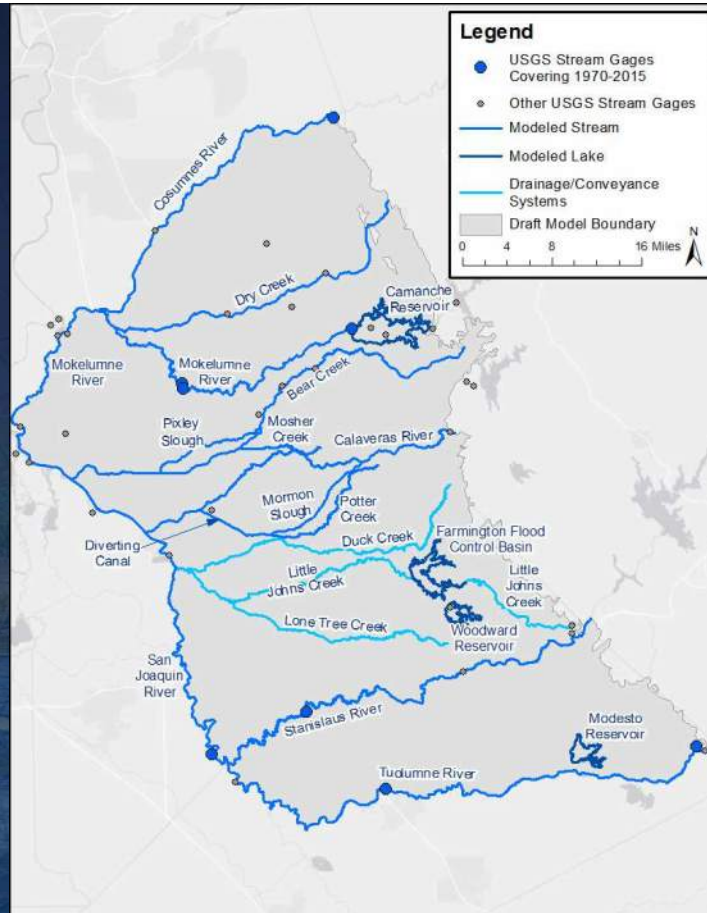 Legend
USGS Stream Gages
Covering 1970-2015
Other USGS Stream Gages
Modeled Stream
Modeled Lake
Drainage/Conveyance
Systems
Draft Model Boundary
N
0 4 8 16 Miles
Cosumnes River
Dry Creek
Camanche
Reservoir
Mokelumne
River
Mokelumne
River
Bear Creek
Pixley
Slough
Mosher
Creek
Calaveras River
Mormon
Slough
Potter
Creek
Diverting
Canal
Duck Creek
Farmington Flood
Control Basin
Little
Johns Creek
Little
Johns
Creek
Lone Tree Creek
Woodward
Reservoir
San
Joaquin
River
Stanislaus River
Modesto
Reservoir
Tuolumne River